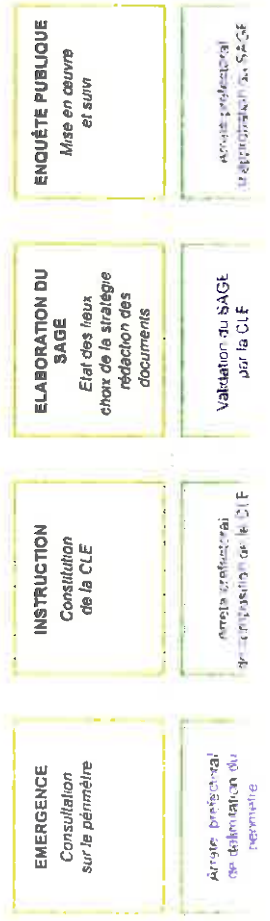 EMERGENCE
Consultation
sur le périmètre
Arrêté préfectoral
de délimitation du
périmètre
INSTRUCTION
Constitution
de la CLE
Arrêté préfectoral
de composition de la CLE
ELABORATION DU
SAGE
Etat des lieux
choix de la stratégie
rédaction des
documents
Validation du SAGE
par la CLE
ENQUÊTE PUBLIQUE
Mise en œuvre
et suivi
Arrêté préfectoral
d'approbation du SAGE